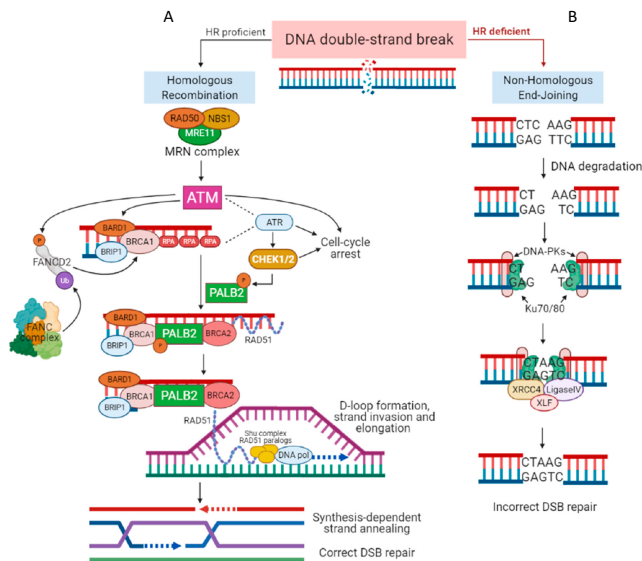 A
B
HR proficient
DNA double-strand break
HR deficient
Homologous
Recombination
RAD50
NBS1
MRE11
MRN complex
ATM
P
FANCD2
Ub
FANC
complex
BARD1
BRIP1
BRCA1
RPA
RPA
RPA
ATR
CHEK1/2
Cell-cycle
arrest
P
PALB2
BARD1
BRIP1
BRCA1
PALB2
P
BRCA2
RAD51
BARD1
BRIP1
BRCA1
PALB2
BRCA2
RAD51
D-loop formation,
strand invasion and
elongation
Shu complex
RAD51 paralogs
DNA pol
Synthesis-dependent
strand annealing
Correct DSB repair
Non-Homologous
End-Joining
CTC AAG
GAG TTC
DNA degradation
CT AAG
GAG TC
DNA-PKs
CT AAG
GAG TC
Ku70/80
CTAAG
GAGTC
XRCC4
LigaseIV
XLF
CTAAG
GAGTC
Incorrect DSB repair